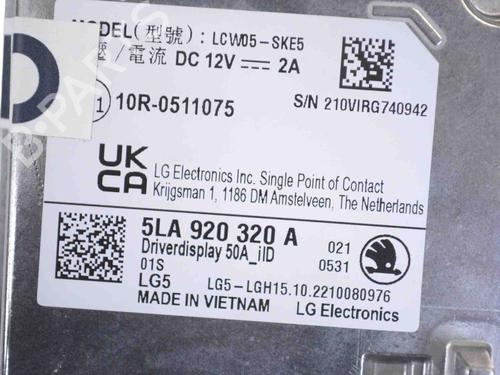 MODEL(型號): LCW05-SKE5
電壓/電流 DC 12V 2A
S/N 210VIRG740942
1 10R-0511075
UK
CA
LG Electronics Inc. Single Point of Contact
Krijgsman 1, 1186 DM Amstelveen, The Netherlands
5LA 920 320 A 021
Driverdisplay 50A_iID 0531
01S
LG5 LG5-LGH15.10.2210080976
MADE IN VIETNAM LG Electronics
B-PARTS